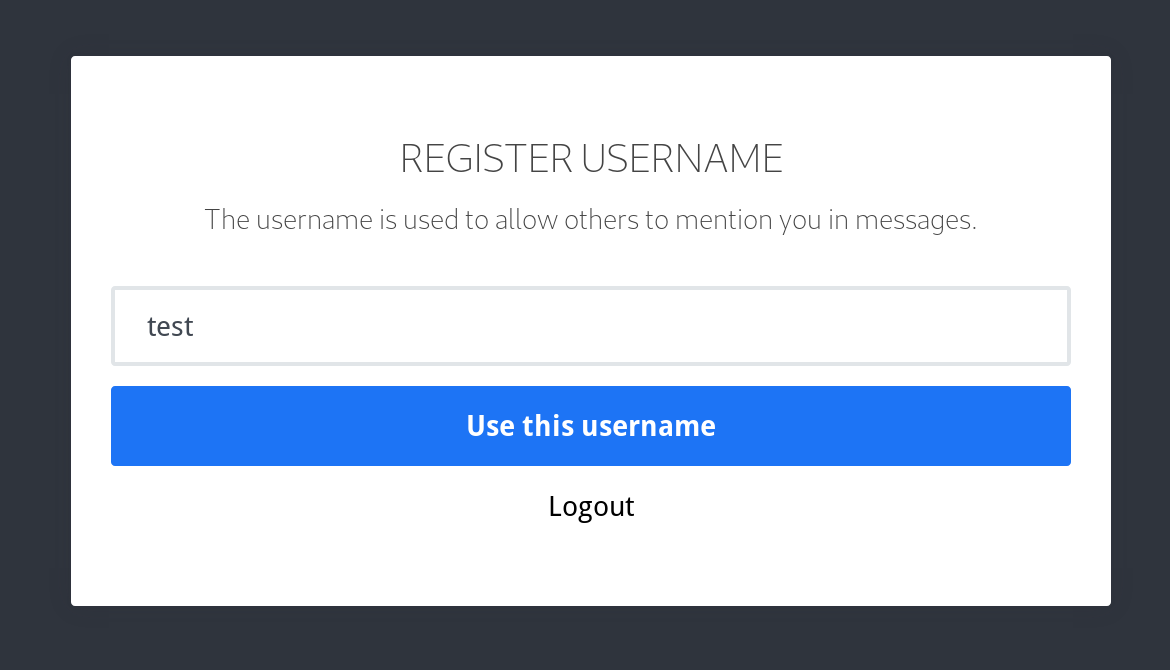 REGISTER USERNAME
The username is used to allow others to mention you in messages.
test
Use this username
Logout